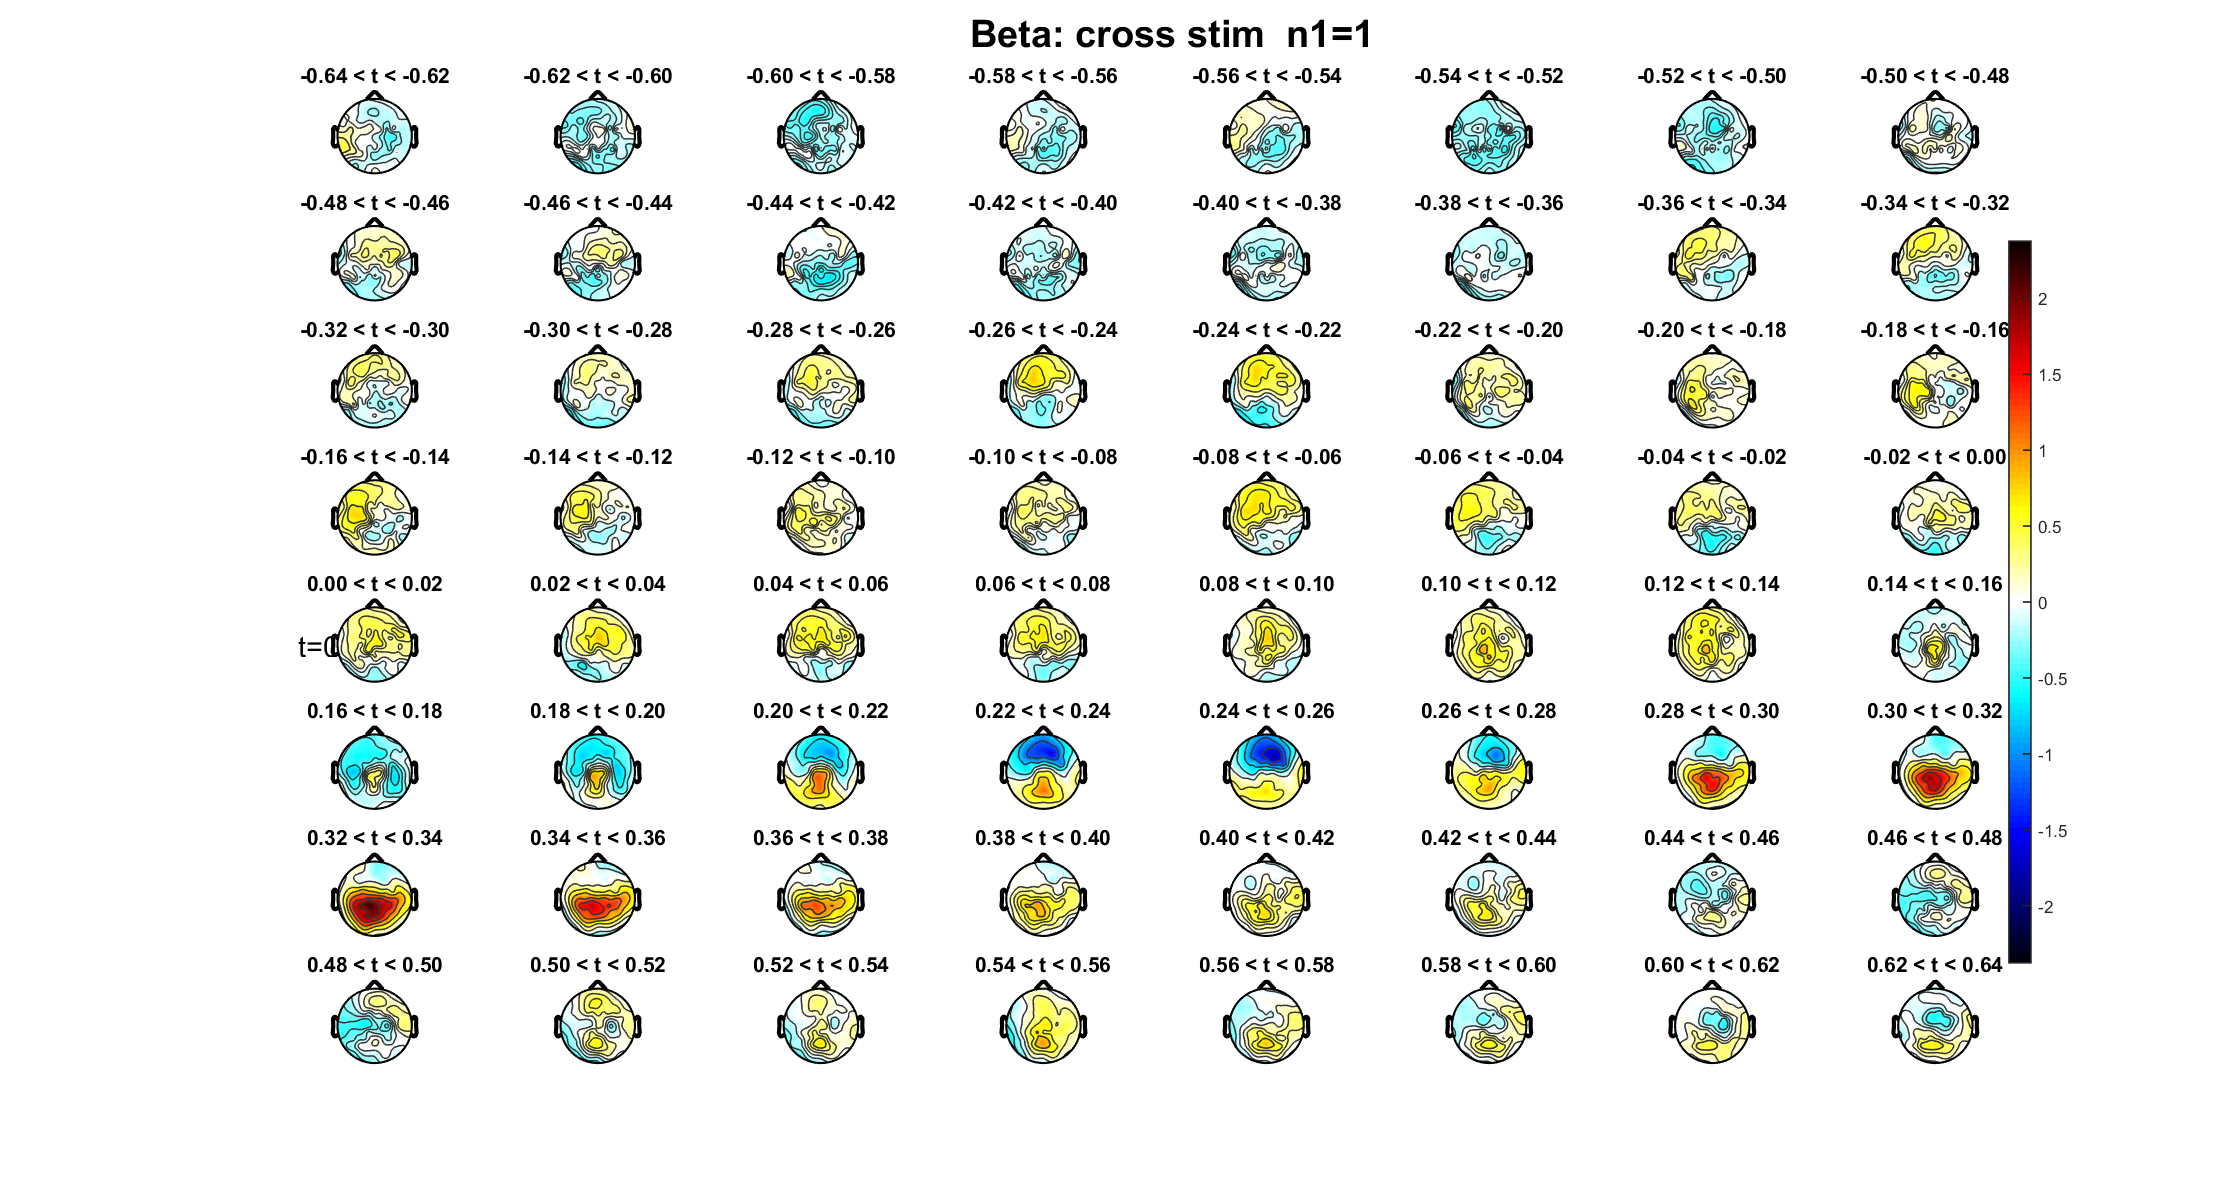 Beta: cross stim  n1=1
-0.64 < t < -0.62 -0.62 < t < -0.60 -0.60 < t < -0.58 -0.58 < t < -0.56 -0.56 < t < -0.54 -0.54 < t < -0.52 -0.52 < t < -0.50 -0.50 < t < -0.48
-0.48 < t < -0.46 -0.46 < t < -0.44 -0.44 < t < -0.42 -0.42 < t < -0.40 -0.40 < t < -0.38 -0.38 < t < -0.36 -0.36 < t < -0.34 -0.34 < t < -0.32
-0.32 < t < -0.30 -0.30 < t < -0.28 -0.28 < t < -0.26 -0.26 < t < -0.24 -0.24 < t < -0.22 -0.22 < t < -0.20 -0.20 < t < -0.18 -0.18 < t < -0.16
-0.16 < t < -0.14 -0.14 < t < -0.12 -0.12 < t < -0.10 -0.10 < t < -0.08 -0.08 < t < -0.06 -0.06 < t < -0.04 -0.04 < t < -0.02 -0.02 < t < 0.00
0.00 < t < 0.02 0.02 < t < 0.04 0.04 < t < 0.06 0.06 < t < 0.08 0.08 < t < 0.10 0.10 < t < 0.12 0.12 < t < 0.14 0.14 < t < 0.16
t=0
0.16 < t < 0.18 0.18 < t < 0.20 0.20 < t < 0.22 0.22 < t < 0.24 0.24 < t < 0.26 0.26 < t < 0.28 0.28 < t < 0.30 0.30 < t < 0.32
0.32 < t < 0.34 0.34 < t < 0.36 0.36 < t < 0.38 0.38 < t < 0.40 0.40 < t < 0.42 0.42 < t < 0.44 0.44 < t < 0.46 0.46 < t < 0.48
0.48 < t < 0.50 0.50 < t < 0.52 0.52 < t < 0.54 0.54 < t < 0.56 0.56 < t < 0.58 0.58 < t < 0.60 0.60 < t < 0.62 0.62 < t < 0.64
2
1.5
1
0.5
0
-0.5
-1
-1.5
-2